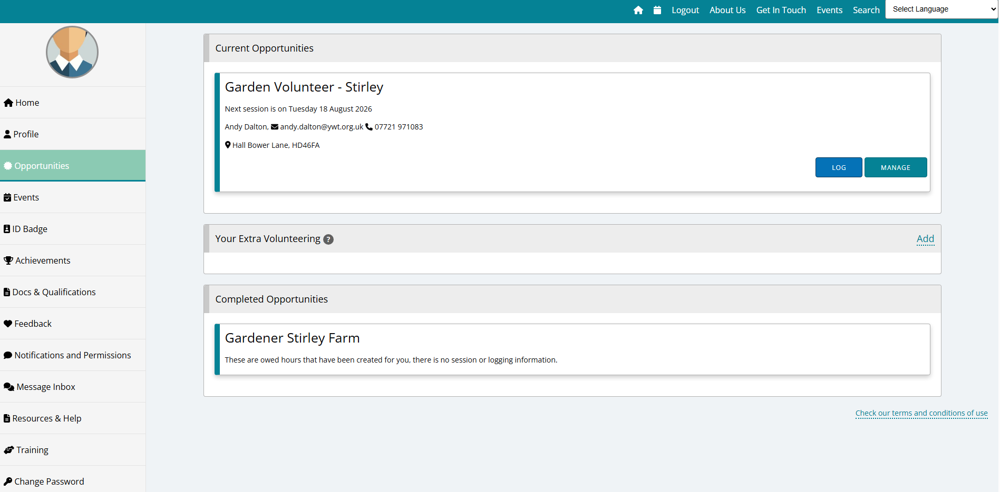 Logout About Us Get In Touch Events Search Select Language
Home
Profile
Opportunities
Events
ID Badge
Achievements
Docs & Qualifications
Feedback
Notifications and Permissions
Message Inbox
Resources & Help
Training
Change Password
Current Opportunities
Garden Volunteer - Stirley
Next session is on Tuesday 18 August 2026
Andy Dalton, andy.dalton@ywt.org.uk 07721 971083
Hall Bower Lane, HD46FA
LOG MANAGE
Your Extra Volunteering ? Add
Completed Opportunities
Gardener Stirley Farm
These are owed hours that have been created for you, there is no session or logging information.
Check our terms and conditions of use